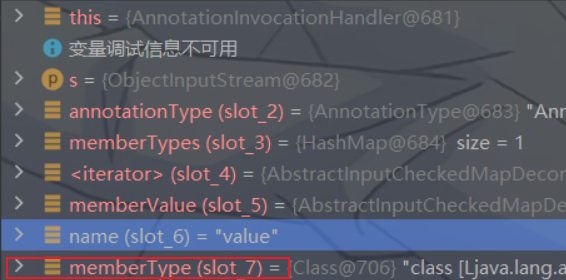 this = {AnnotationInvocationHandler@681}
变量调试信息不可用
p s = {ObjectInputStream@682}
annotationType (slot_2) = {AnnotationType@683} "Ann
memberTypes (slot_3) = {HashMap@684} size = 1
<iterator> (slot_4) = {AbstractInputCheckedMapDecor
memberValue (slot_5) = {AbstractInputCheckedMapDec
name (slot_6) = "value"
memberType (slot_7) = {Class@706} "class [Ljava.lang.a